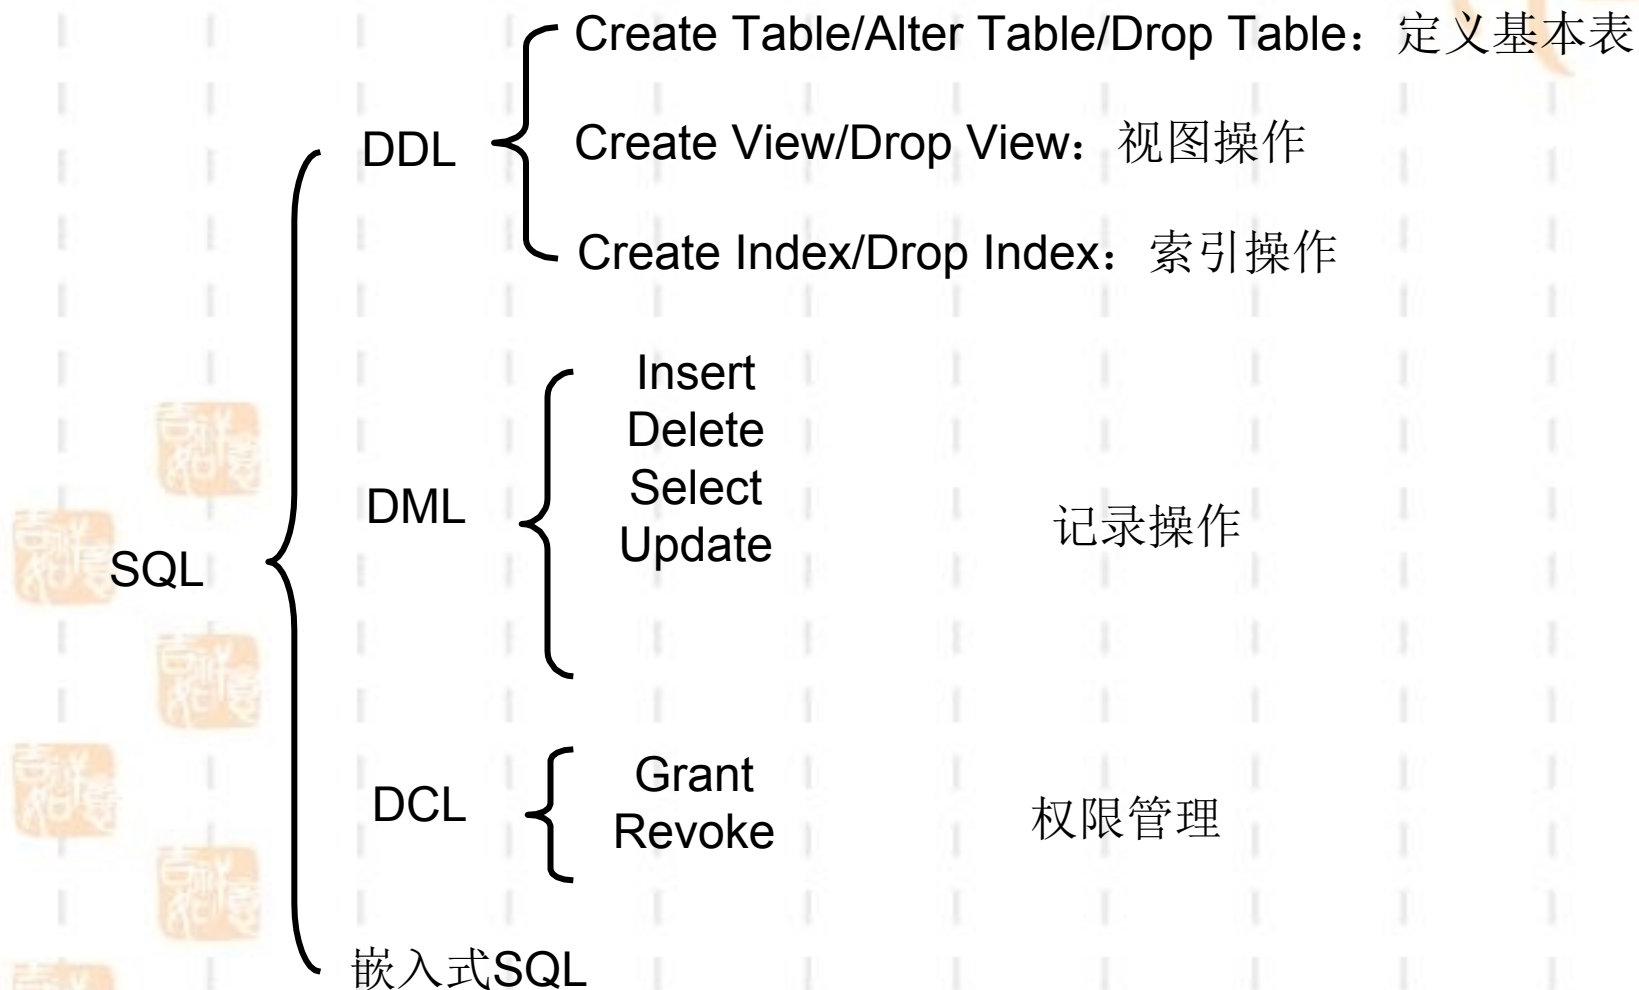 Create Table/Alter Table/Drop Table：定义基本表
DDL
Create View/Drop View：视图操作
Create Index/Drop Index：索引操作
Insert
Delete
Select
Update
DML
记录操作
SQL
Grant
Revoke
DCL
权限管理
嵌入式SQL